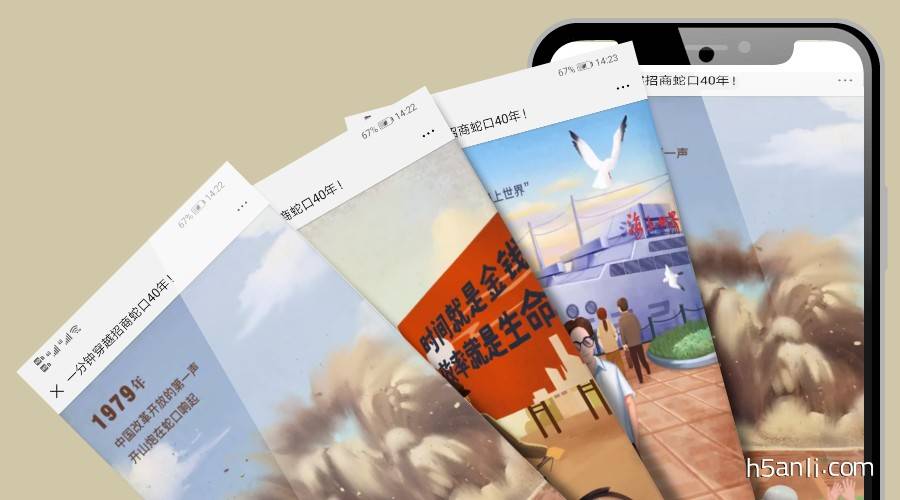 67% 14:22
一分钟穿越招商蛇口40年！
1979年
中国改革开放的第一声
开山炮在蛇口响起
67% 14:22
商蛇口40年！
时间就是金钱
效率就是生命
67% 14:23
招商蛇口40年！
上世界”
海上世界
招商蛇口40年！
一声
h5anli.com